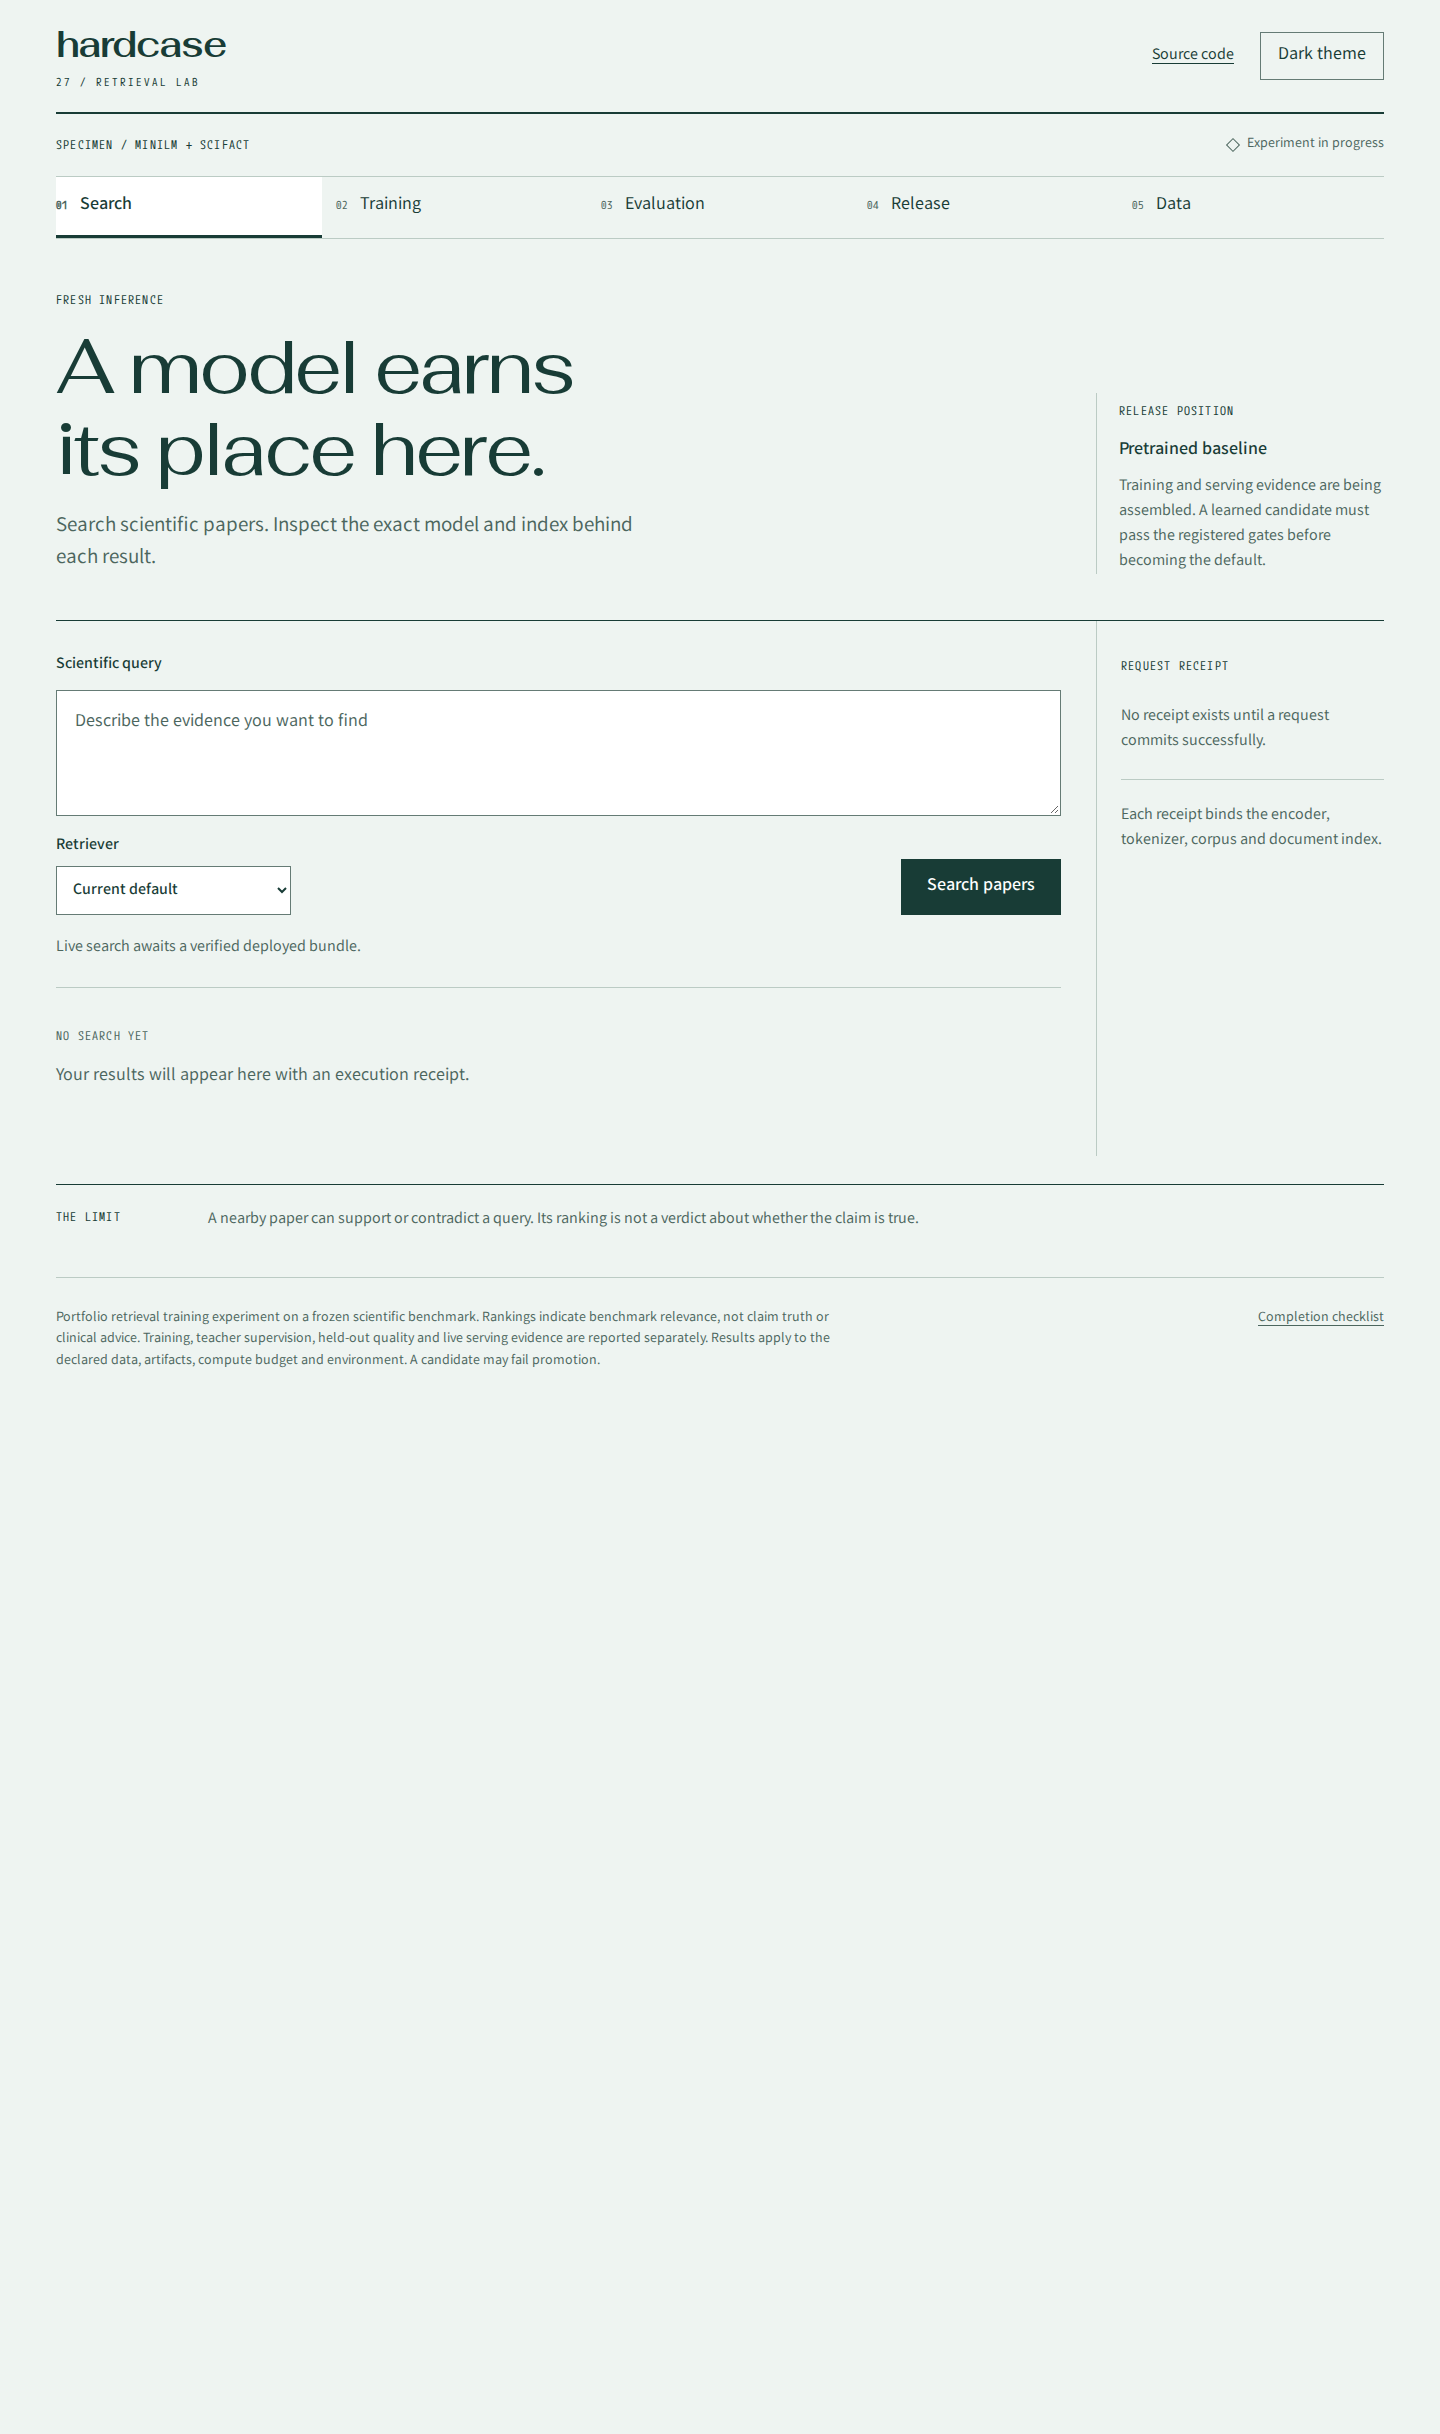 hardcase
27 / RETRIEVAL LAB
Source code
Dark theme
SPECIMEN / MINILM + SCIFACT
Experiment in progress
01 Search
02 Training
03 Evaluation
04 Release
05 Data
FRESH INFERENCE
A model earns
its place here.
Search scientific papers. Inspect the exact model and index behind
each result.
RELEASE POSITION
Pretrained baseline
Training and serving evidence are being
assembled. A learned candidate must
pass the registered gates before
becoming the default.
Scientific query
Describe the evidence you want to find
Retriever
Current default
Search papers
Live search awaits a verified deployed bundle.
NO SEARCH YET
Your results will appear here with an execution receipt.
REQUEST RECEIPT
No receipt exists until a request
commits successfully.
Each receipt binds the encoder,
tokenizer, corpus and document index.
THE LIMIT
A nearby paper can support or contradict a query. Its ranking is not a verdict about whether the claim is true.
Portfolio retrieval training experiment on a frozen scientific benchmark. Rankings indicate benchmark relevance, not claim truth or
clinical advice. Training, teacher supervision, held-out quality and live serving evidence are reported separately. Results apply to the
declared data, artifacts, compute budget and environment. A candidate may fail promotion.
Completion checklist